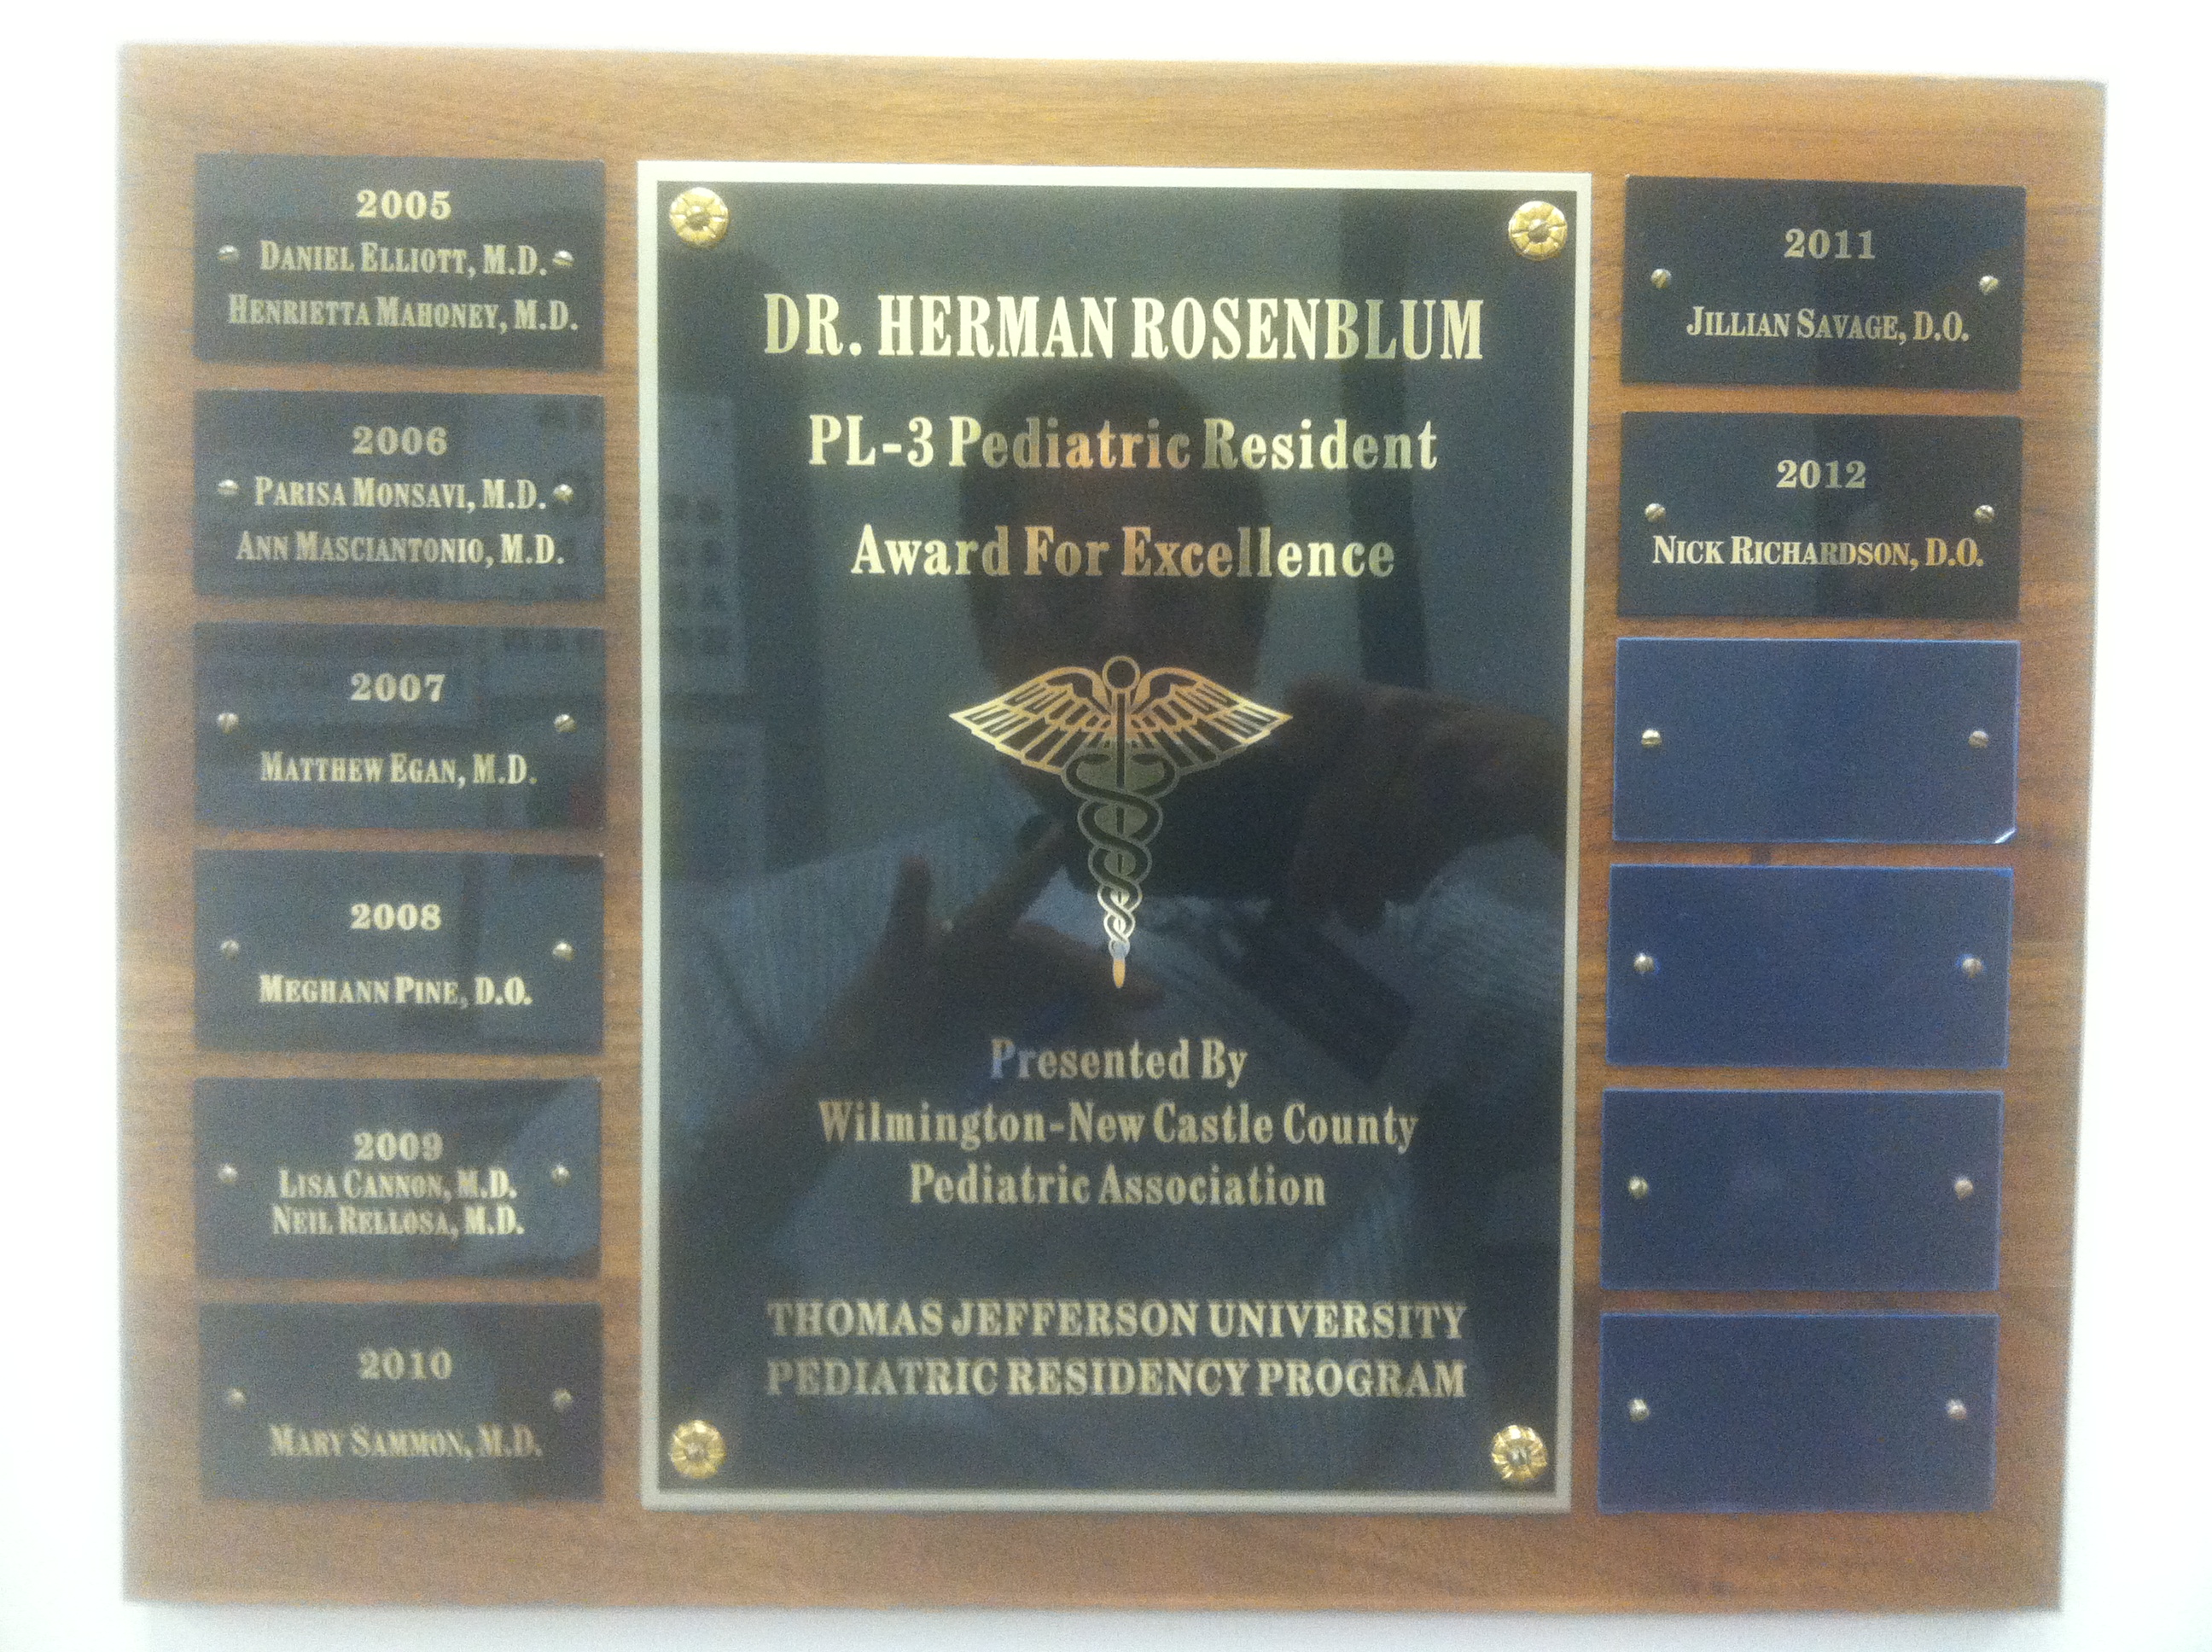 2005
DANIEL ELLIOTT, M.D.
HENRIETTA MAHONEY, M.D.
2006
PARISA MONSAVI, M.D.
ANN MASCIANTONIO, M.D.
2007
MATTHEW EGAN, M.D.
2008
MEGHANN PINE, D.O.
2009
LISA CANNON, M.D.
NEIL RELLOSA, M.D.
2010
MARY SAMMON, M.D.
DR. HERMAN ROSENBLUM
PL-3 Pediatric Resident
Award For Excellence
Presented By
Wilmington-New Castle County
Pediatric Association
THOMAS JEFFERSON UNIVERSITY
PEDIATRIC RESIDENCY PROGRAM
2011
JILLIAN SAVAGE, D.O.
2012
NICK RICHARDSON, D.O.